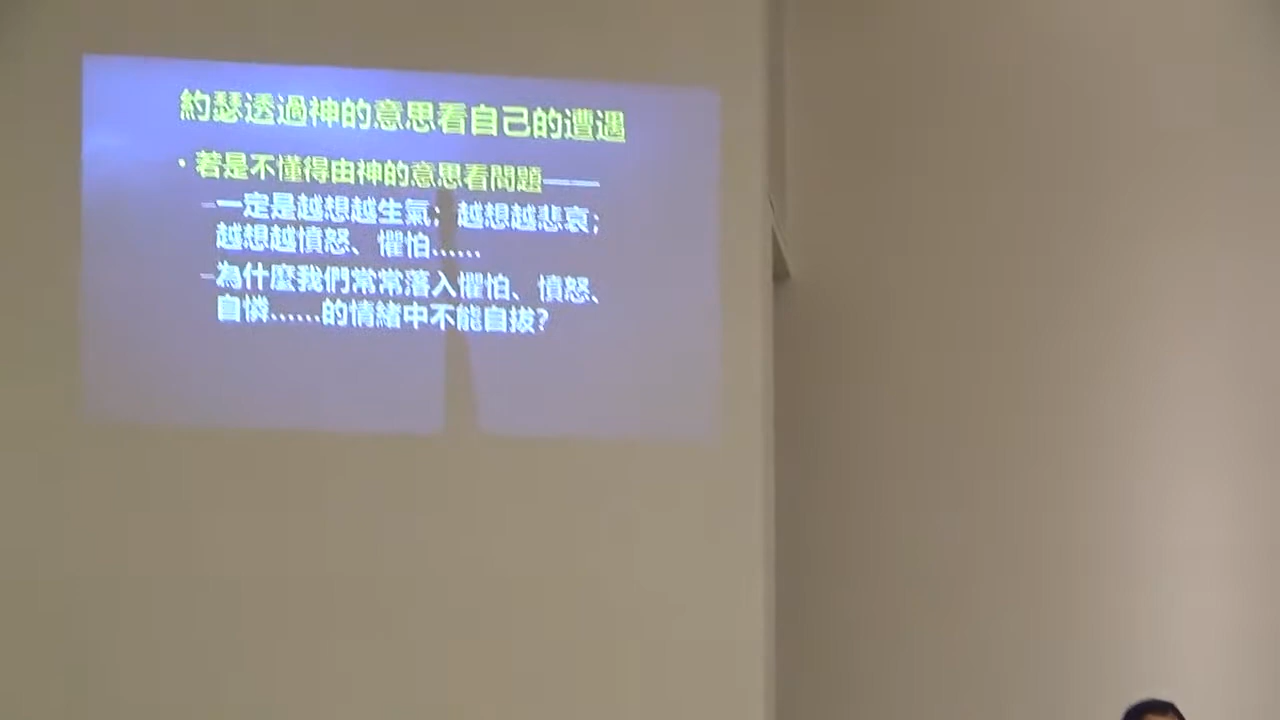 約瑟透過神的意思看自己的遭遇
・若是不懂得由神的意思看問題——
–一定是越想越生氣；越想越悲哀；
越想越憤怒、懼怕……
–為什麼我們常常落入懼怕、憤怒、
自憐……的情緒中不能自拔？